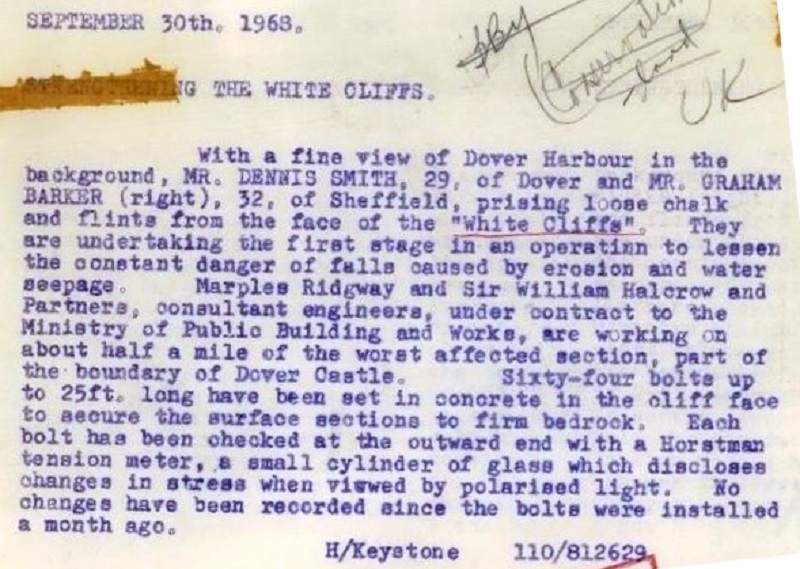 SEPTEMBER 30th. 1968.
STRENGTHENING THE WHITE CLIFFS.
Conservation
land
UK
With a fine view of Dover Harbour in the
background, MR. DENNIS SMITH, 29, of Dover and MR. GRAHAM
BARKER (right), 32, of Sheffield, prising loose chalk
and flints from the face of the "White Cliffs". They
are undertaking the first stage in an operation to lessen
the constant danger of falls caused by erosion and water
seepage. Marples Ridgway and Sir William Halcrow and
Partners, consultant engineers, under contract to the
Ministry of Public Building and Works, are working on
about half a mile of the worst affected section, part of
the boundary of Dover Castle. Sixty-four bolts up
to 25ft. long have been set in concrete in the cliff face
to secure the surface sections to firm bedrock. Each
bolt has been checked at the outward end with a Horstman
tension meter, a small cylinder of glass which discloses
changes in stress when viewed by polarised light. No
changes have been recorded since the bolts were installed
a month ago.
H/Keystone 110/812629